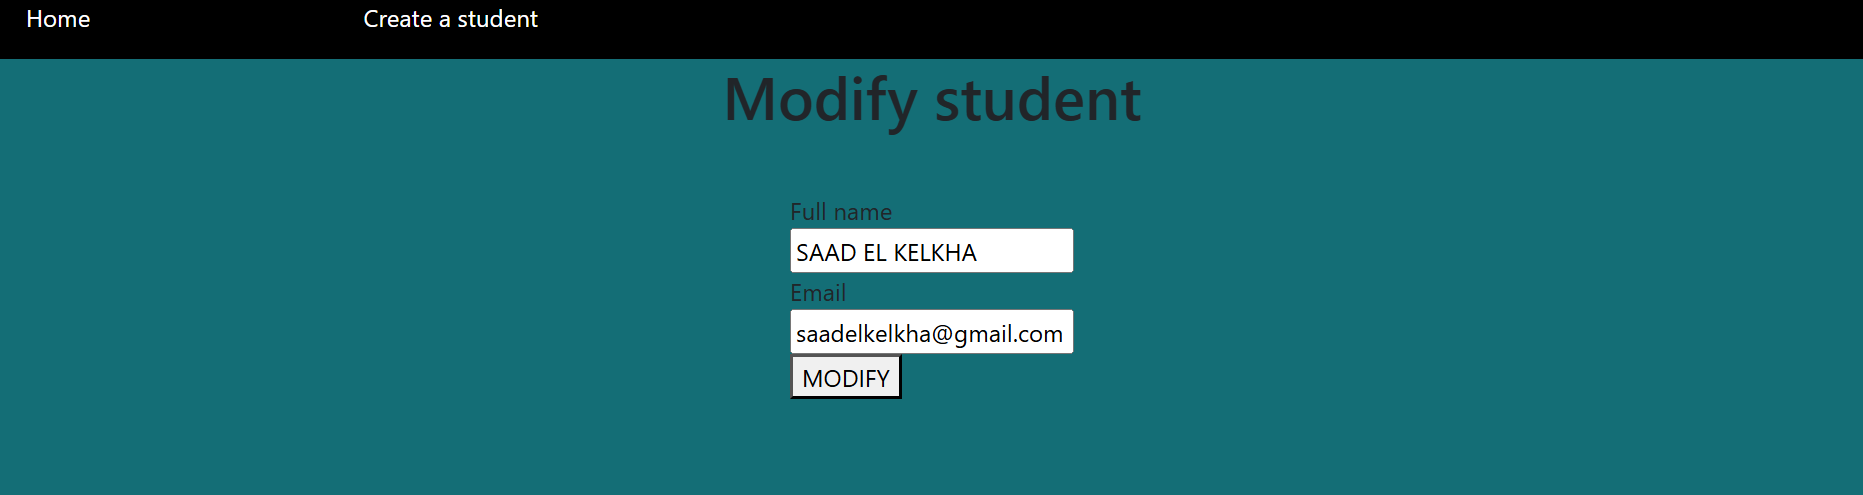 Home Create a student
Modify student
Full name
SAAD EL KELKHA
Email
saadelkelkha@gmail.com
MODIFY